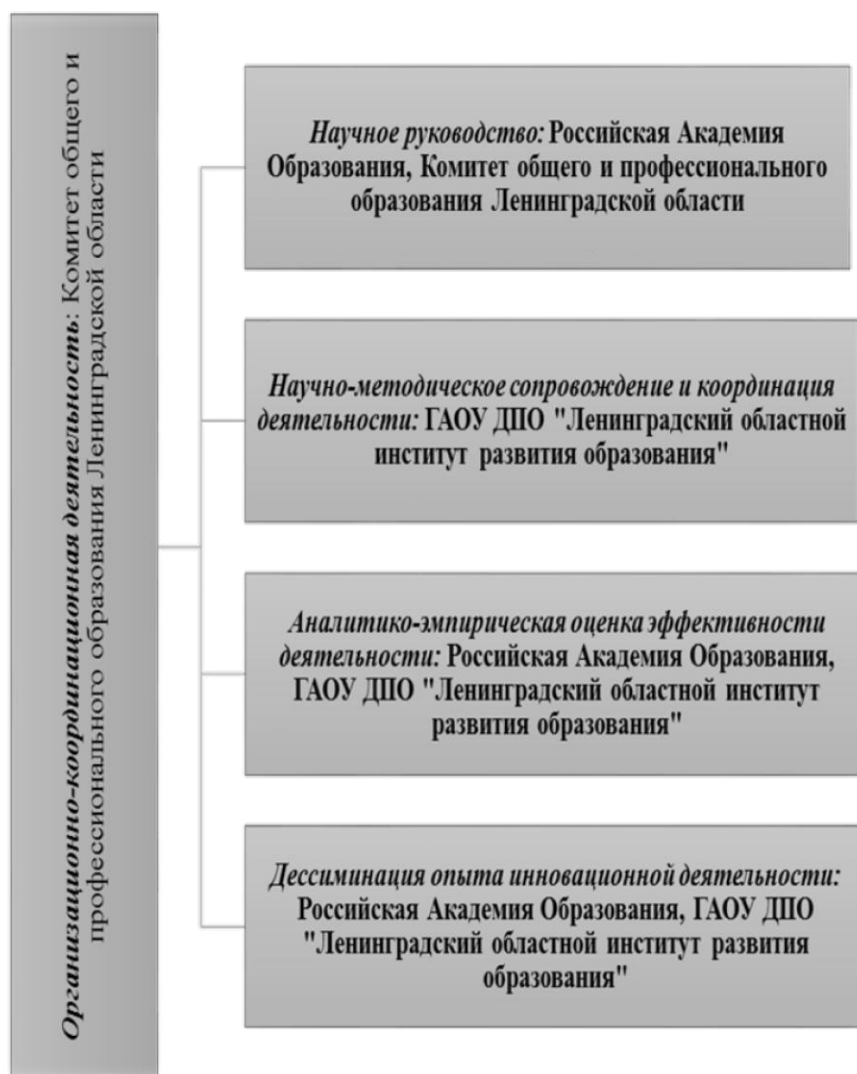 Организационно-координационная деятельность: Комитет общего и
профессионального образования Ленинградской области
Научное руководство: Российская Академия
Образования, Комитет общего и профессионального
образования Ленинградской области
Научно-методическое сопровождение и координация
деятельности: ГАОУ ДПО "Ленинградский областной
институт развития образования"
Аналитико-эмпирическая оценка эффективности
деятельности: Российская Академия Образования,
ГАОУ ДПО "Ленинградский областной институт
развития образования"
Дессиминация опыта инновационной деятельности:
Российская Академия Образования, ГАОУ ДПО
"Ленинградский областной институт развития
образования"